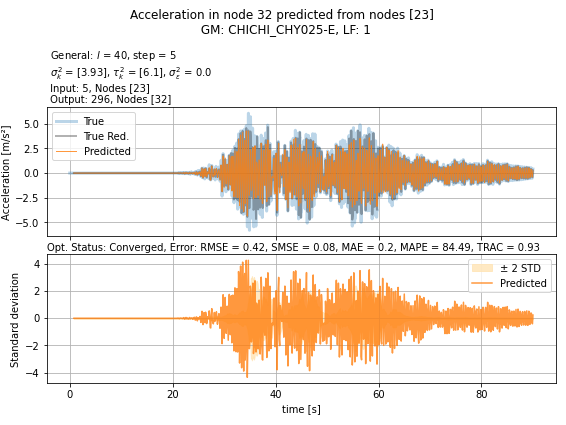 Acceleration in node 32 predicted from nodes [23]
GM: CHICHI_CHY025-E, LF: 1
General: l = 40, step = 5
σ²ₖ = [3.93], τ²ₖ = [6.1], σ²ε = 0.0
Input: 5, Nodes [23]
Output: 296, Nodes [32]
Acceleration [m/s²]
5.0
2.5
0.0
−2.5
−5.0
True
True Red.
Predicted
Opt. Status: Converged, Error: RMSE = 0.42, SMSE = 0.08, MAE = 0.2, MAPE = 84.49, TRAC = 0.93
Standard deviation
4
2
0
−2
−4
± 2 STD
Predicted
0 20 40 60 80
time [s]